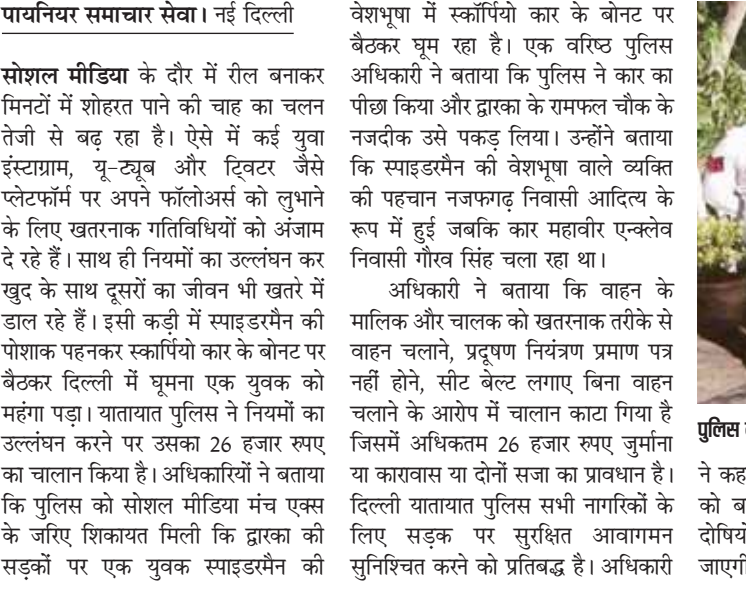 पायनियर समाचार सेवा। नई दिल्ली
सोशल मीडिया के दौर में रील बनाकर
मिनटों में शोहरत पाने की चाह का चलन
तेजी से बढ़ रहा है। ऐसे में कई युवा
इंस्टाग्राम, यू-ट्यूब और ट्विटर जैसे
प्लेटफॉर्म पर अपने फॉलोअर्स को लुभाने
के लिए खतरनाक गतिविधियों को अंजाम
दे रहे हैं। साथ ही नियमों का उल्लंघन कर
खुद के साथ दूसरों का जीवन भी खतरे में
डाल रहे हैं। इसी कड़ी में स्पाइडरमैन की
पोशाक पहनकर स्कार्पियो कार के बोनट पर
बैठकर दिल्ली में घूमना एक युवक को
महंगा पड़ा। यातायात पुलिस ने नियमों का
उल्लंघन करने पर उसका 26 हजार रुपए
का चालान किया है। अधिकारियों ने बताया
कि पुलिस को सोशल मीडिया मंच एक्स
के जरिए शिकायत मिली कि द्वारका की
सड़कों पर एक युवक स्पाइडरमैन की
वेशभूषा में स्कॉर्पियो कार के बोनट पर
बैठकर घूम रहा है। एक वरिष्ठ पुलिस
अधिकारी ने बताया कि पुलिस ने कार का
पीछा किया और द्वारका के रामफल चौक के
नजदीक उसे पकड़ लिया। उन्होंने बताया
कि स्पाइडरमैन की वेशभूषा वाले व्यक्ति
की पहचान नजफगढ़ निवासी आदित्य के
रूप में हुई जबकि कार महावीर एन्क्लेव
निवासी गौरव सिंह चला रहा था।
अधिकारी ने बताया कि वाहन के
मालिक और चालक को खतरनाक तरीके से
वाहन चलाने, प्रदूषण नियंत्रण प्रमाण पत्र
नहीं होने, सीट बेल्ट लगाए बिना वाहन
चलाने के आरोप में चालान काटा गया है
जिसमें अधिकतम 26 हजार रुपए जुर्माना
या कारावास या दोनों सजा का प्रावधान है।
दिल्ली यातायात पुलिस सभी नागरिकों के
लिए सड़क पर सुरक्षित आवागमन
सुनिश्चित करने को प्रतिबद्ध है। अधिकारी
पुलिस
ने कह
को ब
दोषियो
जाएगी